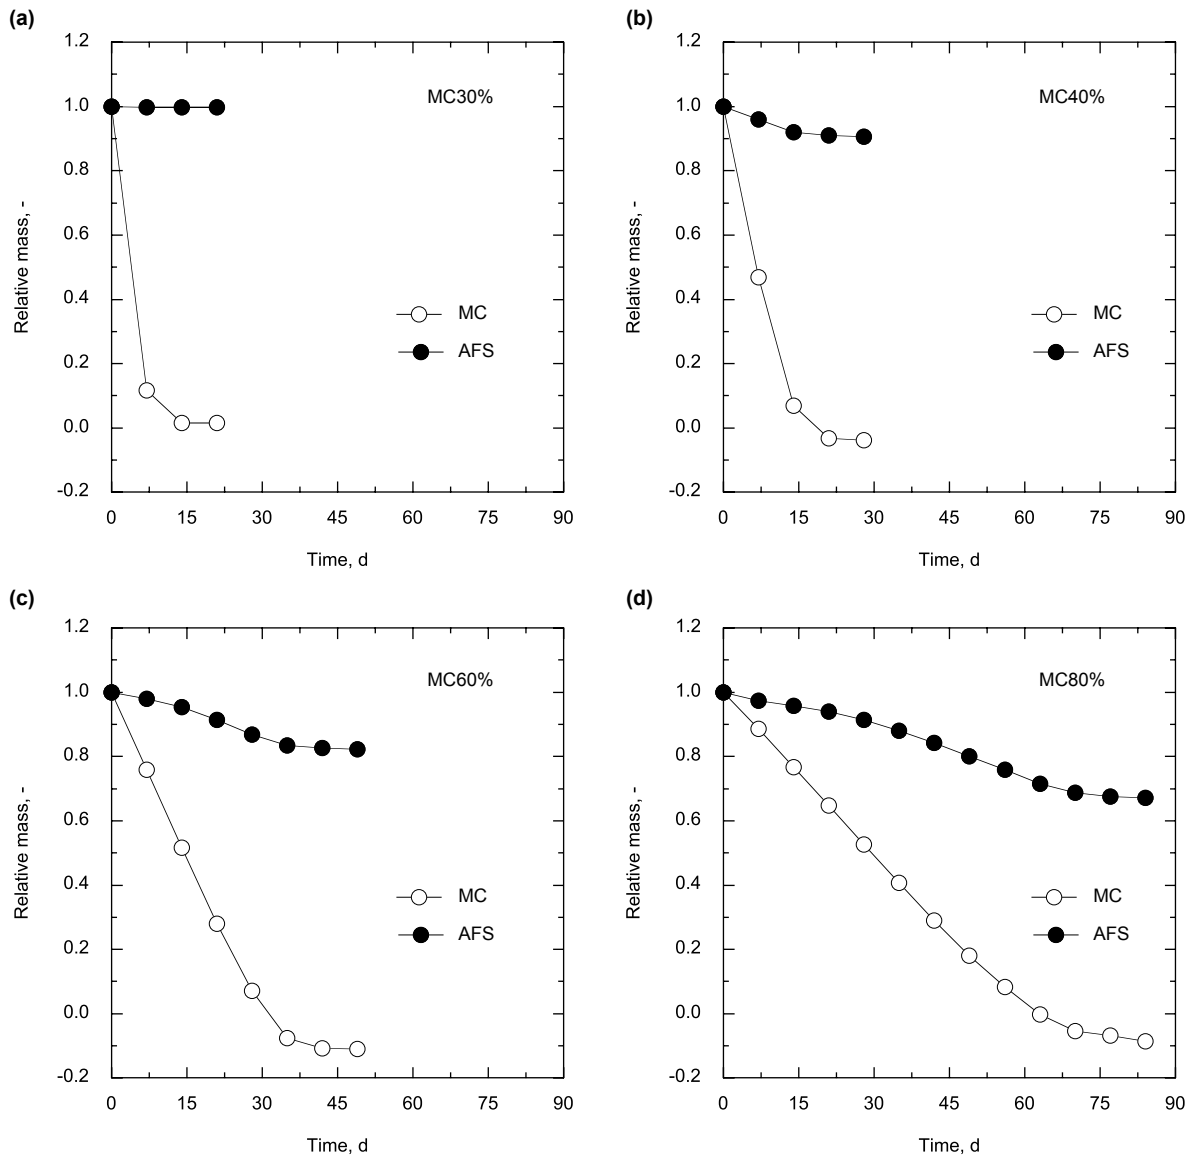 (a)
1.2
1.0
0.8
0.6
0.4
0.2
0.0
-0.2
Relative mass, -
MC30%
MC
AFS
0 15 30 45 60 75 90
Time, d
(b)
1.2
1.0
0.8
0.6
0.4
0.2
0.0
-0.2
Relative mass, -
MC40%
MC
AFS
0 15 30 45 60 75 90
Time, d
(c)
1.2
1.0
0.8
0.6
0.4
0.2
0.0
-0.2
Relative mass, -
MC60%
MC
AFS
0 15 30 45 60 75 90
Time, d
(d)
1.2
1.0
0.8
0.6
0.4
0.2
0.0
-0.2
Relative mass, -
MC80%
MC
AFS
0 15 30 45 60 75 90
Time, d